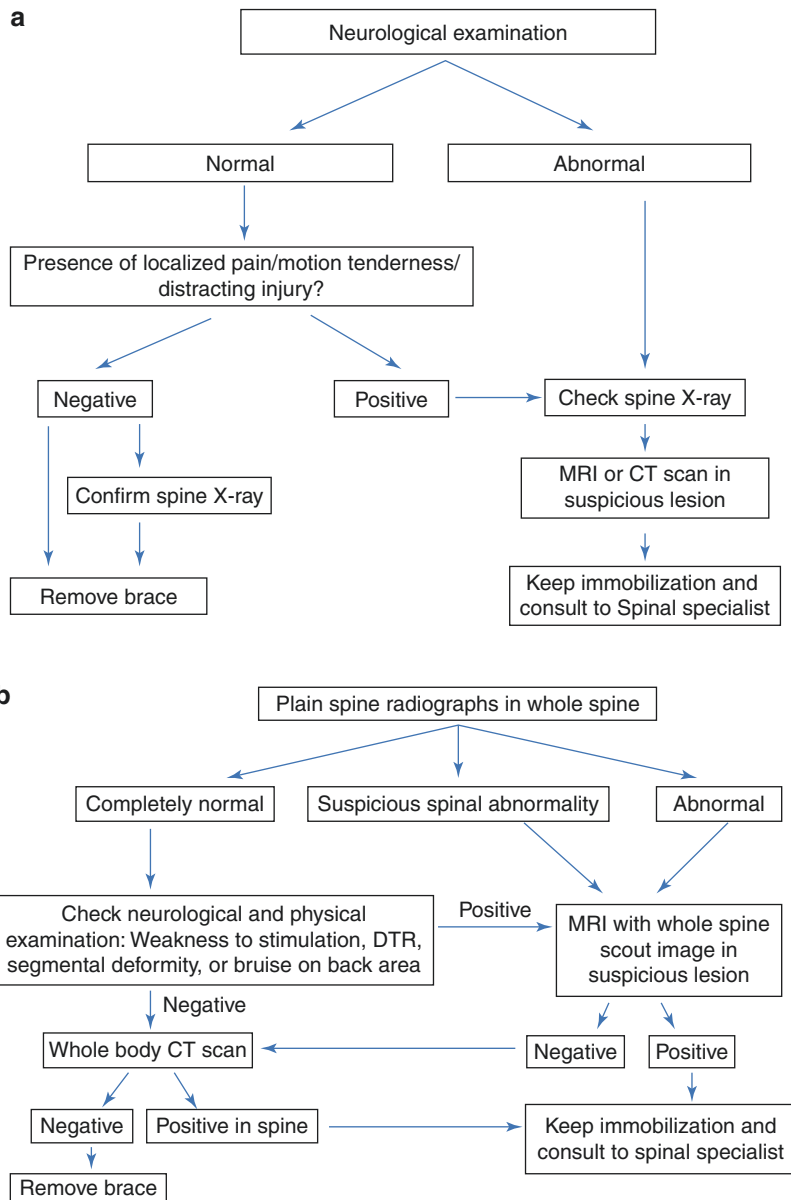 a
Neurological examination
Normal
Abnormal
Presence of localized pain/motion tenderness/
distracting injury?
Negative
Positive
Check spine X-ray
Confirm spine X-ray
MRI or CT scan in
suspicious lesion
Remove brace
Keep immobilization and
consult to Spinal specialist
b
Plain spine radiographs in whole spine
Completely normal
Suspicious spinal abnormality
Abnormal
Check neurological and physical
examination: Weakness to stimulation, DTR,
segmental deformity, or bruise on back area
Positive
MRI with whole spine
scout image in
suspicious lesion
Negative
Whole body CT scan
Negative
Positive
Negative
Positive in spine
Keep immobilization and
consult to spinal specialist
Remove brace